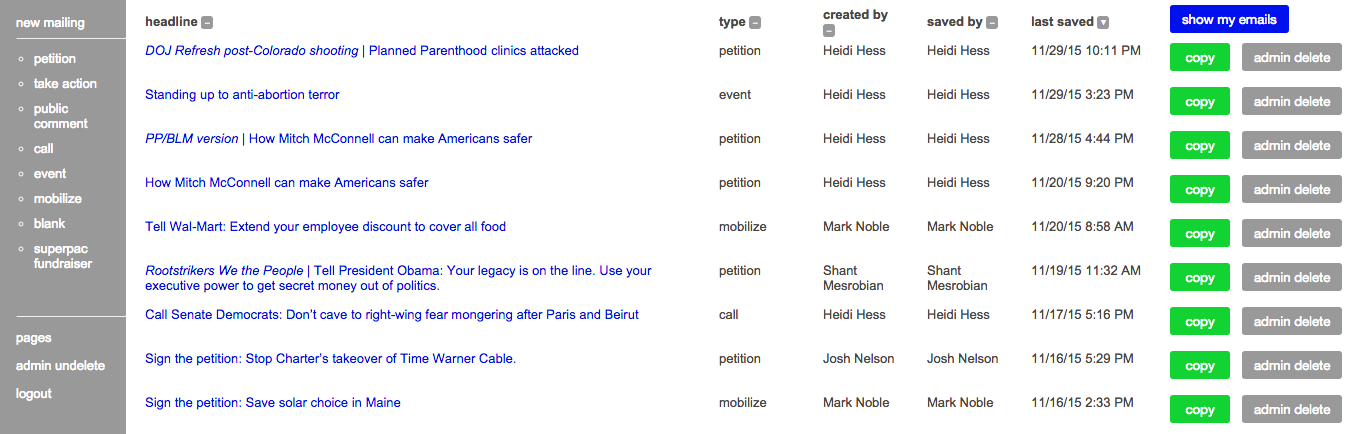 new mailing
petition
take action
public
comment
call
event
mobilize
blank
superpac
fundraiser
pages
admin undelete
logout
headline type created by saved by last saved show my emails
DOJ Refresh post-Colorado shooting | Planned Parenthood clinics attacked petition Heidi Hess Heidi Hess 11/29/15 10:11 PM copy admin delete
Standing up to anti-abortion terror event Heidi Hess Heidi Hess 11/29/15 3:23 PM copy admin delete
PP/BLM version | How Mitch McConnell can make Americans safer petition Heidi Hess Heidi Hess 11/28/15 4:44 PM copy admin delete
How Mitch McConnell can make Americans safer petition Heidi Hess Heidi Hess 11/20/15 9:20 PM copy admin delete
Tell Wal-Mart: Extend your employee discount to cover all food mobilize Mark Noble Mark Noble 11/20/15 8:58 AM copy admin delete
Rootstrikers We the People | Tell President Obama: Your legacy is on the line. Use your petition Shant Shant 11/19/15 11:32 AM copy admin delete
executive power to get secret money out of politics. Mesrobian Mesrobian
Call Senate Democrats: Don’t cave to right-wing fear mongering after Paris and Beirut call Heidi Hess Heidi Hess 11/17/15 5:16 PM copy admin delete
Sign the petition: Stop Charter’s takeover of Time Warner Cable. petition Josh Nelson Josh Nelson 11/16/15 5:29 PM copy admin delete
Sign the petition: Save solar choice in Maine mobilize Mark Noble Mark Noble 11/16/15 2:33 PM copy admin delete